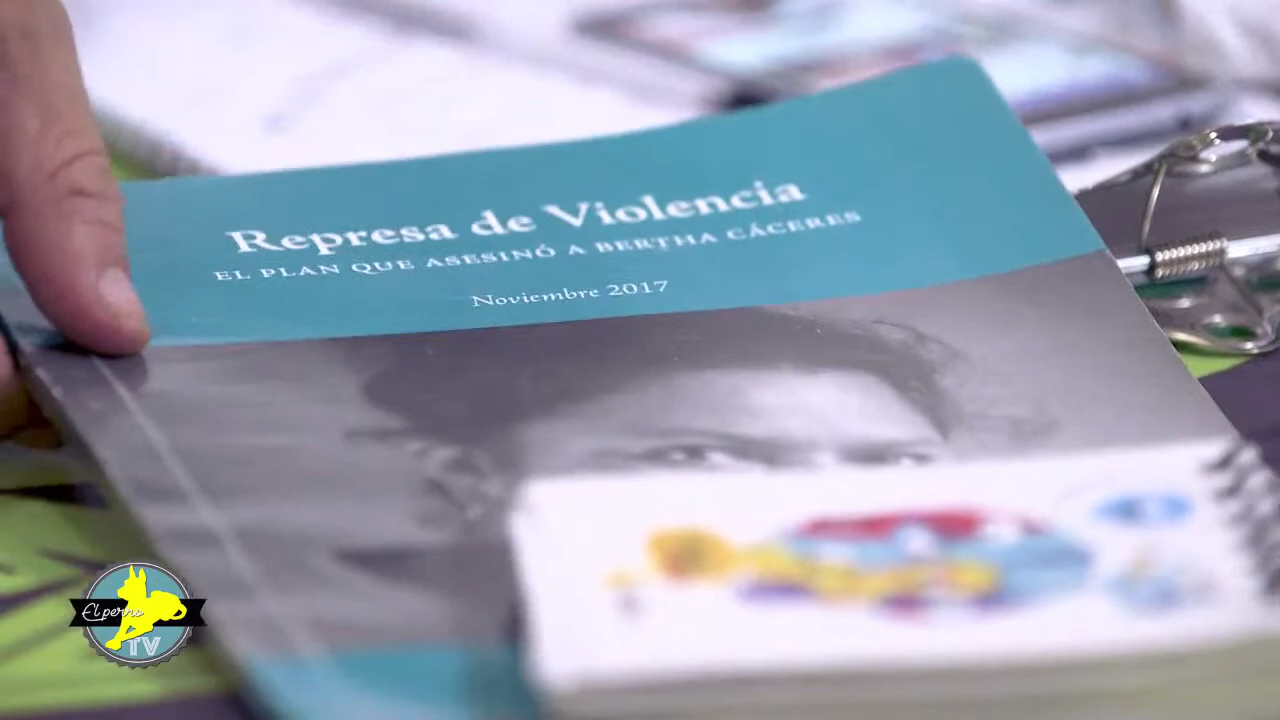 Represa de Violencia
EL PLAN QUE ASESINÓ A BERTHA CÁCERES
Noviembre 2017
El perro
TV